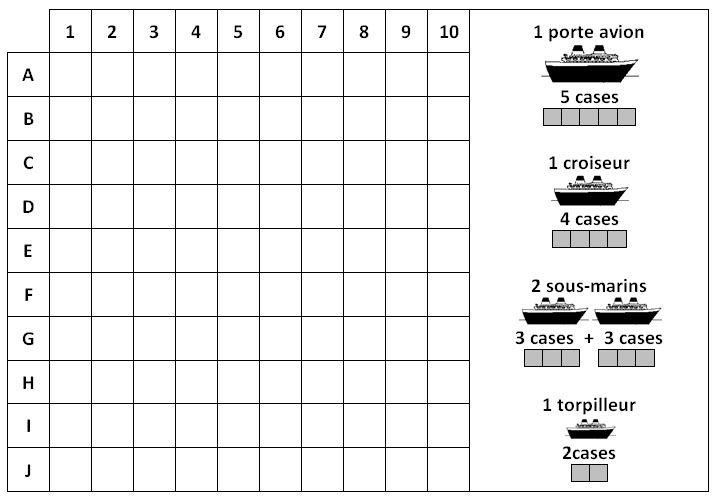 1 2 3 4 5 6 7 8 9 10
A
B
C
D
E
F
G
H
I
J
1 porte avion
5 cases
1 croiseur
4 cases
2 sous-marins
3 cases + 3 cases
1 torpilleur
2cases